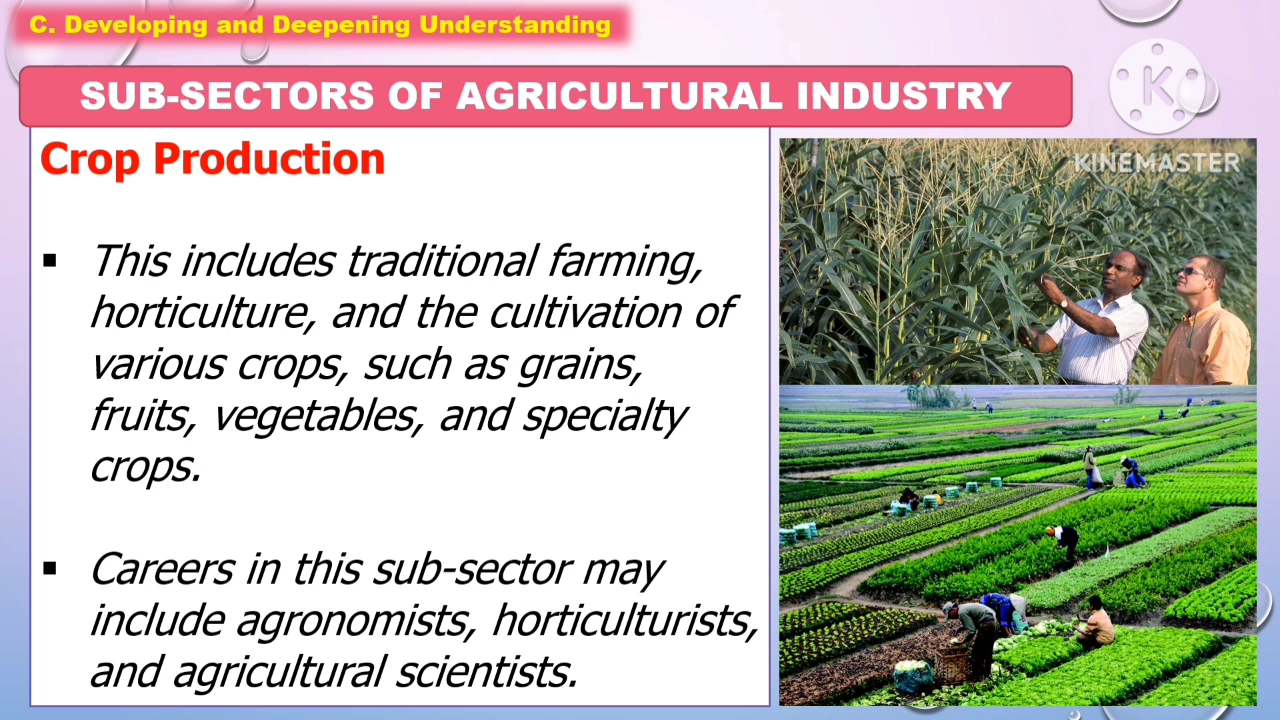 C. Developing and Deepening Understanding
SUB-SECTORS OF AGRICULTURAL INDUSTRY
K
KINEMASTER
Crop Production
▪ This includes traditional farming,
horticulture, and the cultivation of
various crops, such as grains,
fruits, vegetables, and specialty
crops.
▪ Careers in this sub-sector may
include agronomists, horticulturists,
and agricultural scientists.